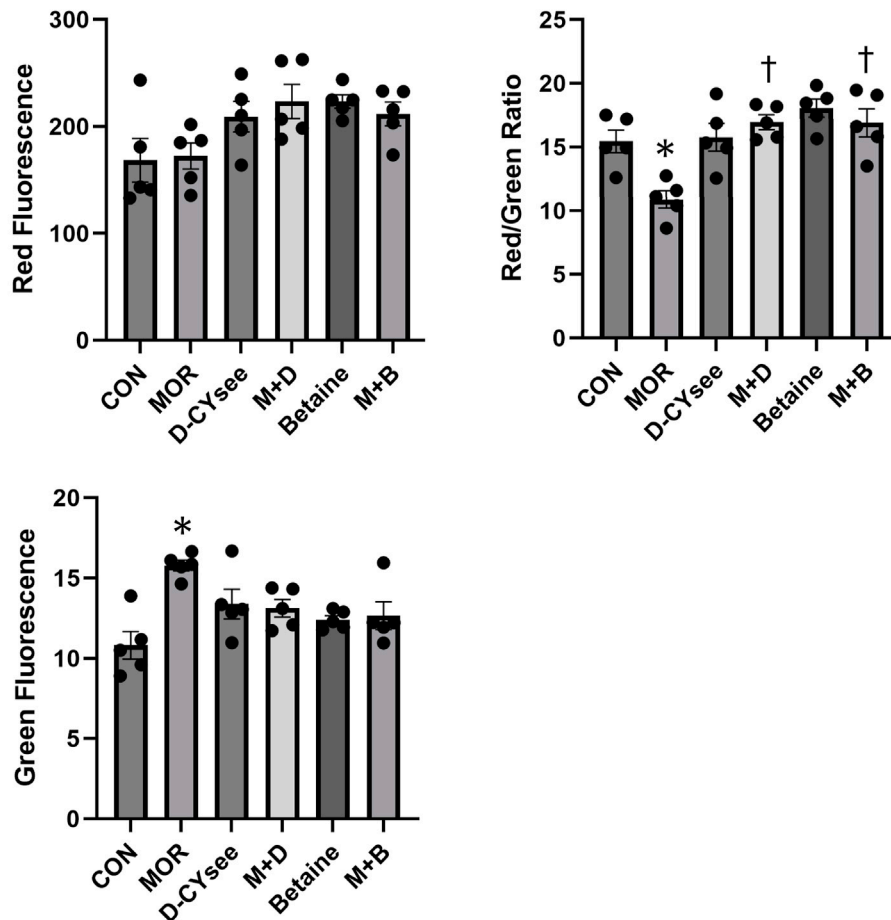 Red Fluorescence
300
200
100
0
CON
MOR
D-CYsee
M+D
Betaine
M+B
Red/Green Ratio
25
20
15
10
5
0
*
†
†
CON
MOR
D-CYsee
M+D
Betaine
M+B
Green Fluorescence
20
15
10
5
0
*
CON
MOR
D-CYsee
M+D
Betaine
M+B